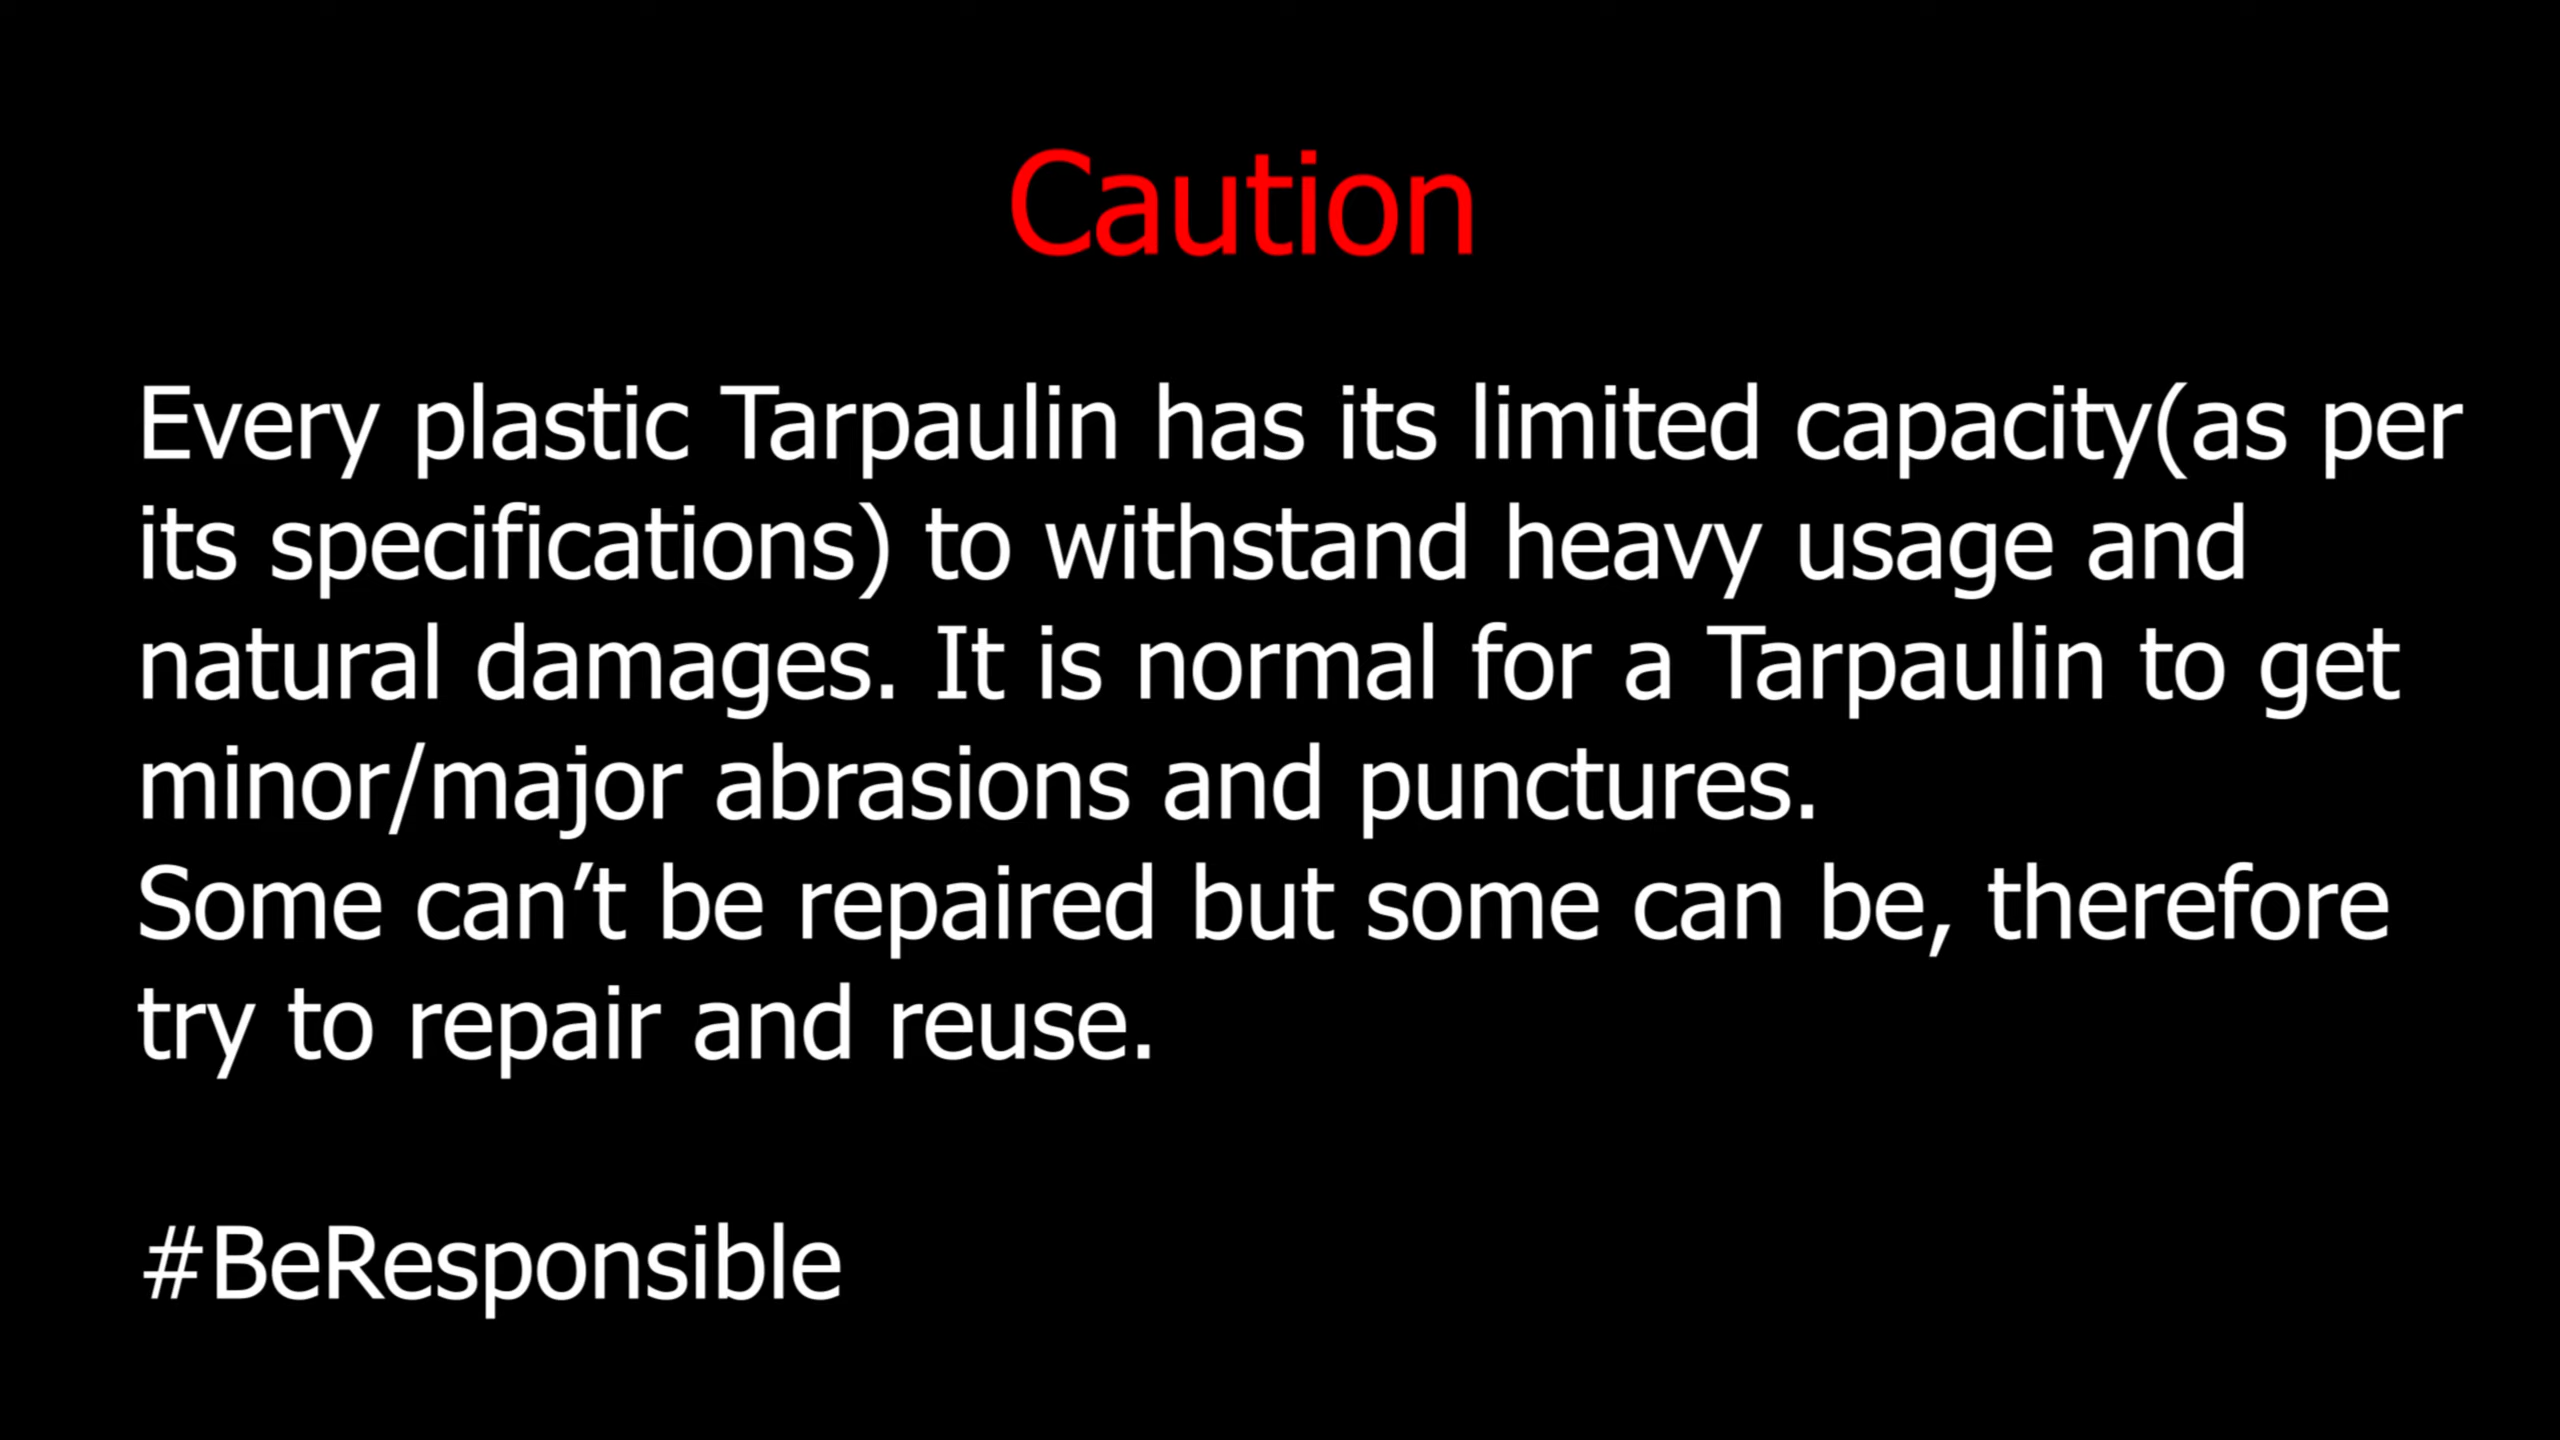 Caution
Every plastic Tarpaulin has its limited capacity(as per
its specifications) to withstand heavy usage and
natural damages. It is normal for a Tarpaulin to get
minor/major abrasions and punctures.
Some can’t be repaired but some can be, therefore
try to repair and reuse.
#BeResponsible